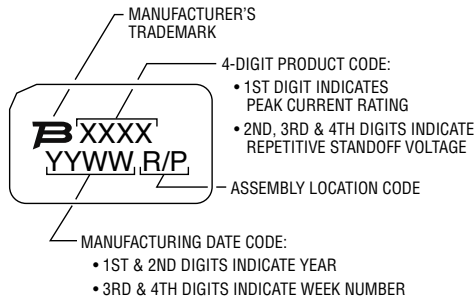 MANUFACTURER'S
TRADEMARK
4-DIGIT PRODUCT CODE:
• 1ST DIGIT INDICATES
PEAK CURRENT RATING
• 2ND, 3RD & 4TH DIGITS INDICATE
REPETITIVE STANDOFF VOLTAGE
B XXXX
YYWW R/P
ASSEMBLY LOCATION CODE
MANUFACTURING DATE CODE:
• 1ST & 2ND DIGITS INDICATE YEAR
• 3RD & 4TH DIGITS INDICATE WEEK NUMBER